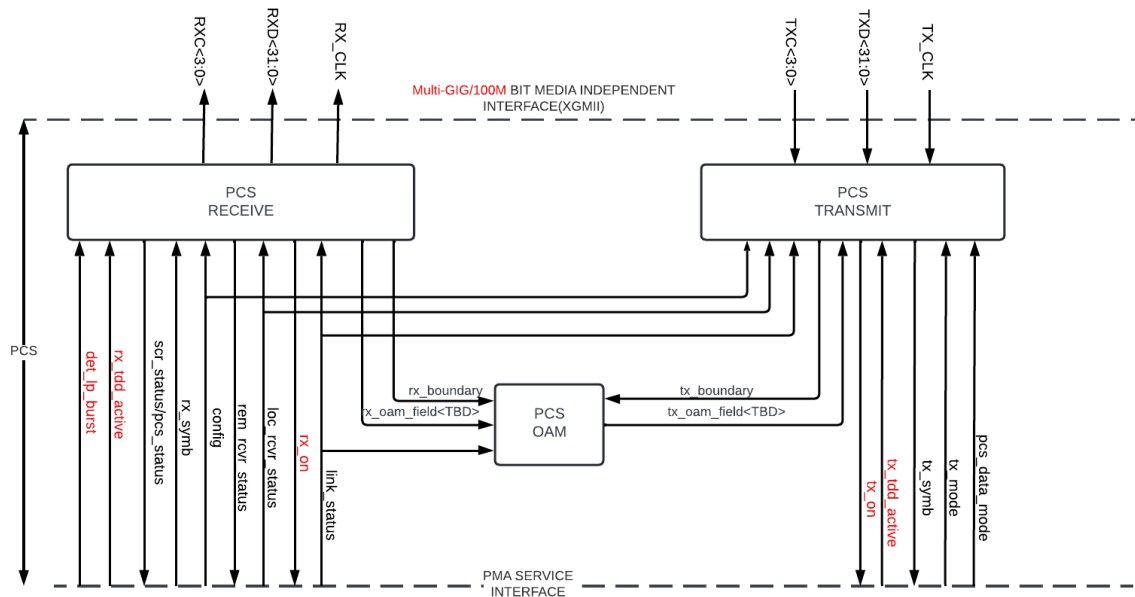 RXC<3:0>
RXD<31:0>
RX_CLK
TXC<3:0>
TXD<31:0>
TX_CLK
Multi-GIG/100M BIT MEDIA INDEPENDENT
INTERFACE(XGMII)
PCS
RECEIVE
PCS
TRANSMIT
PCS
det_lp_burst
rx_tdd_active
scr_status/pcs_status
rx_symb
config
rem_rcvr_status
loc_rcvr_status
rx_on
link_status
rx_boundary
rx_oam_field<TBD>
PCS
OAM
tx_boundary
tx_oam_field<TBD>
tx_on
tx_tdd_active
tx_symb
tx_mode
pcs_data_mode
PMA SERVICE
INTERFACE